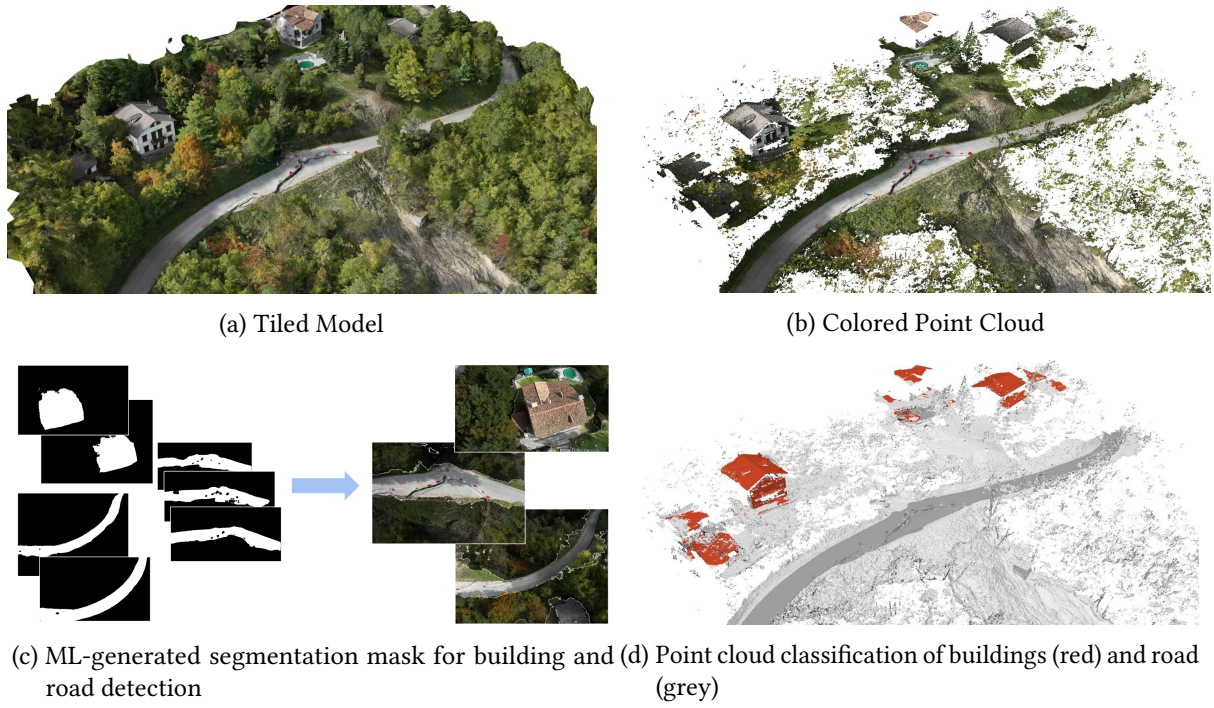 (a) Tiled Model
(b) Colored Point Cloud
(c) ML-generated segmentation mask for building and
road detection
(d) Point cloud classification of buildings (red) and road
(grey)